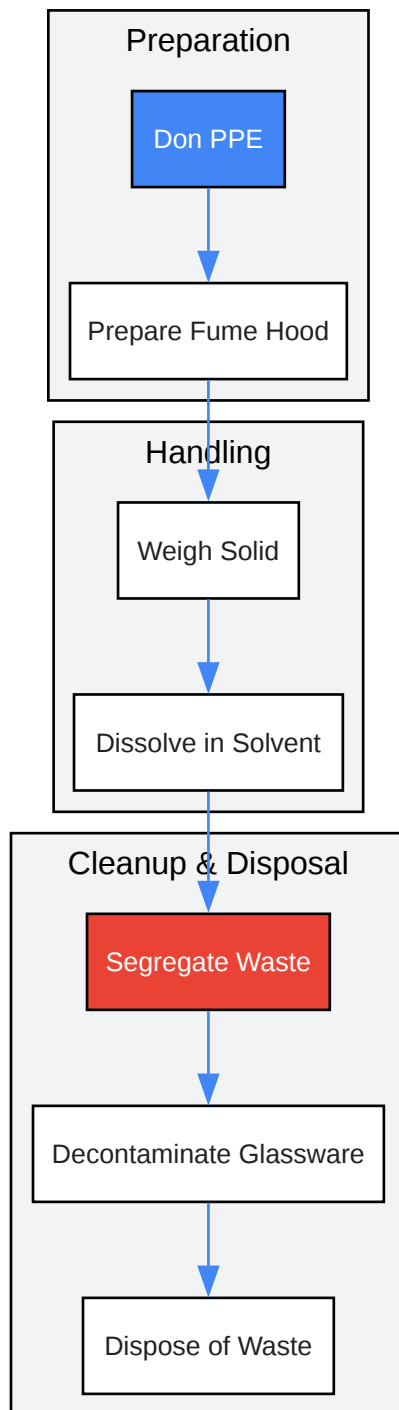 Preparation
Don PPE
Prepare Fume Hood
Handling
Weigh Solid
Dissolve in Solvent
Cleanup & Disposal
Segregate Waste
Decontaminate Glassware
Dispose of Waste